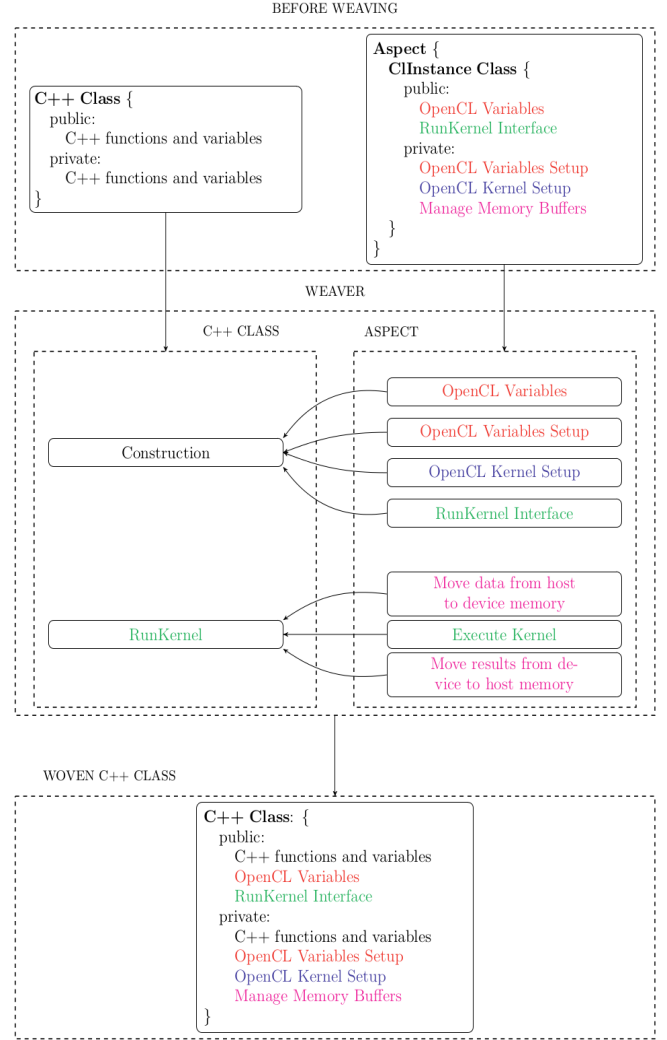 BEFORE WEAVING
C++ Class {
public:
C++ functions and variables
private:
C++ functions and variables
}
Aspect {
ClInstance Class {
public:
OpenCL Variables
RunKernel Interface
private:
OpenCL Variables Setup
OpenCL Kernel Setup
Manage Memory Buffers
}
}
WEAVER
C++ CLASS
Construction
RunKernel
ASPECT
OpenCL Variables
OpenCL Variables Setup
OpenCL Kernel Setup
RunKernel Interface
Move data from host
to device memory
Execute Kernel
Move results from de-
vice to host memory
WOVEN C++ CLASS
C++ Class: {
public:
C++ functions and variables
OpenCL Variables
RunKernel Interface
private:
C++ functions and variables
OpenCL Variables Setup
OpenCL Kernel Setup
Manage Memory Buffers
}